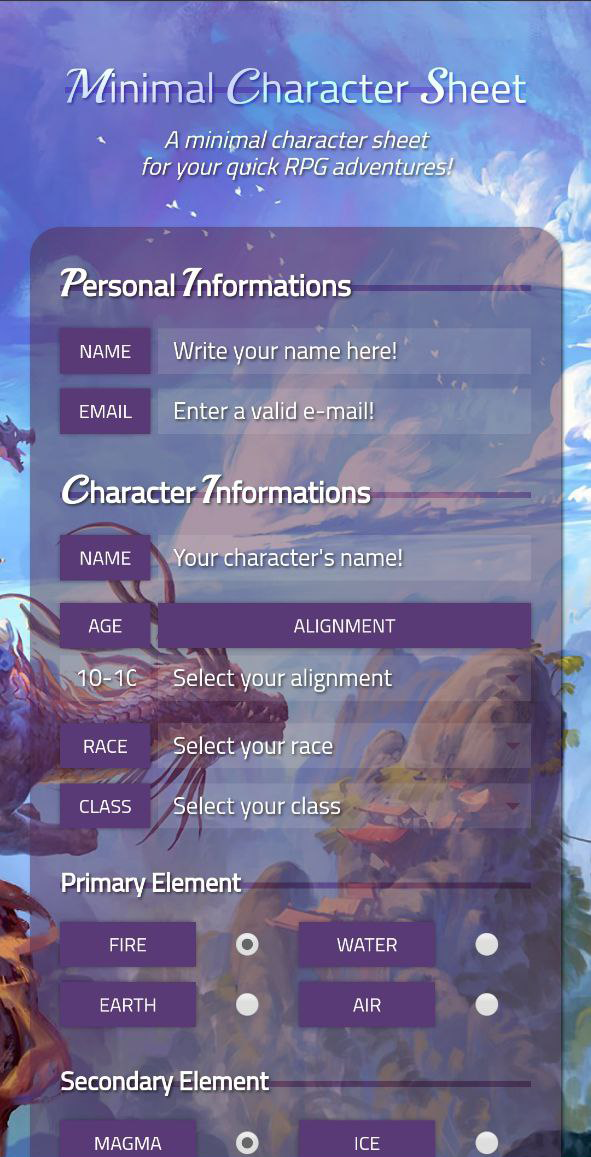 Minimal Character Sheet
A minimal character sheet
for your quick RPG adventures!
Personal Informations
NAME Write your name here!
EMAIL Enter a valid e-mail!
Character Informations
NAME Your character's name!
AGE ALIGNMENT
10-10 Select your alignment
RACE Select your race
CLASS Select your class
Primary Element
FIRE WATER
EARTH AIR
Secondary Element
MAGMA ICE